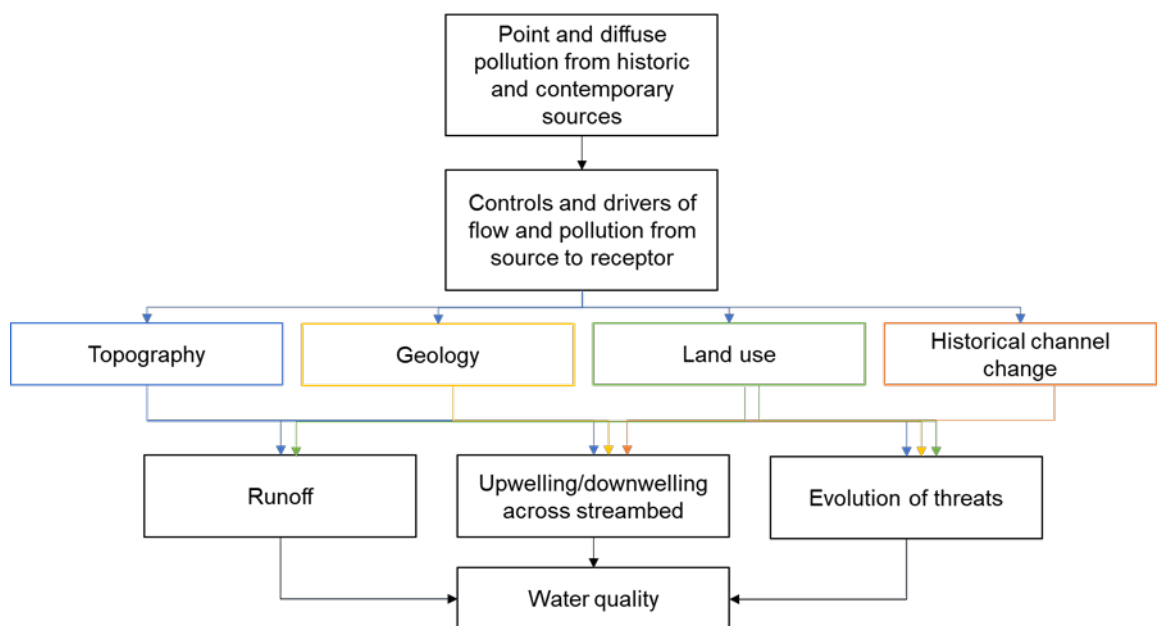 Point and diffuse
pollution from historic
and contemporary
sources
Controls and drivers of
flow and pollution from
source to receptor
Topography
Geology
Land use
Historical channel
change
Runoff
Upwelling/downwelling
across streambed
Evolution of threats
Water quality